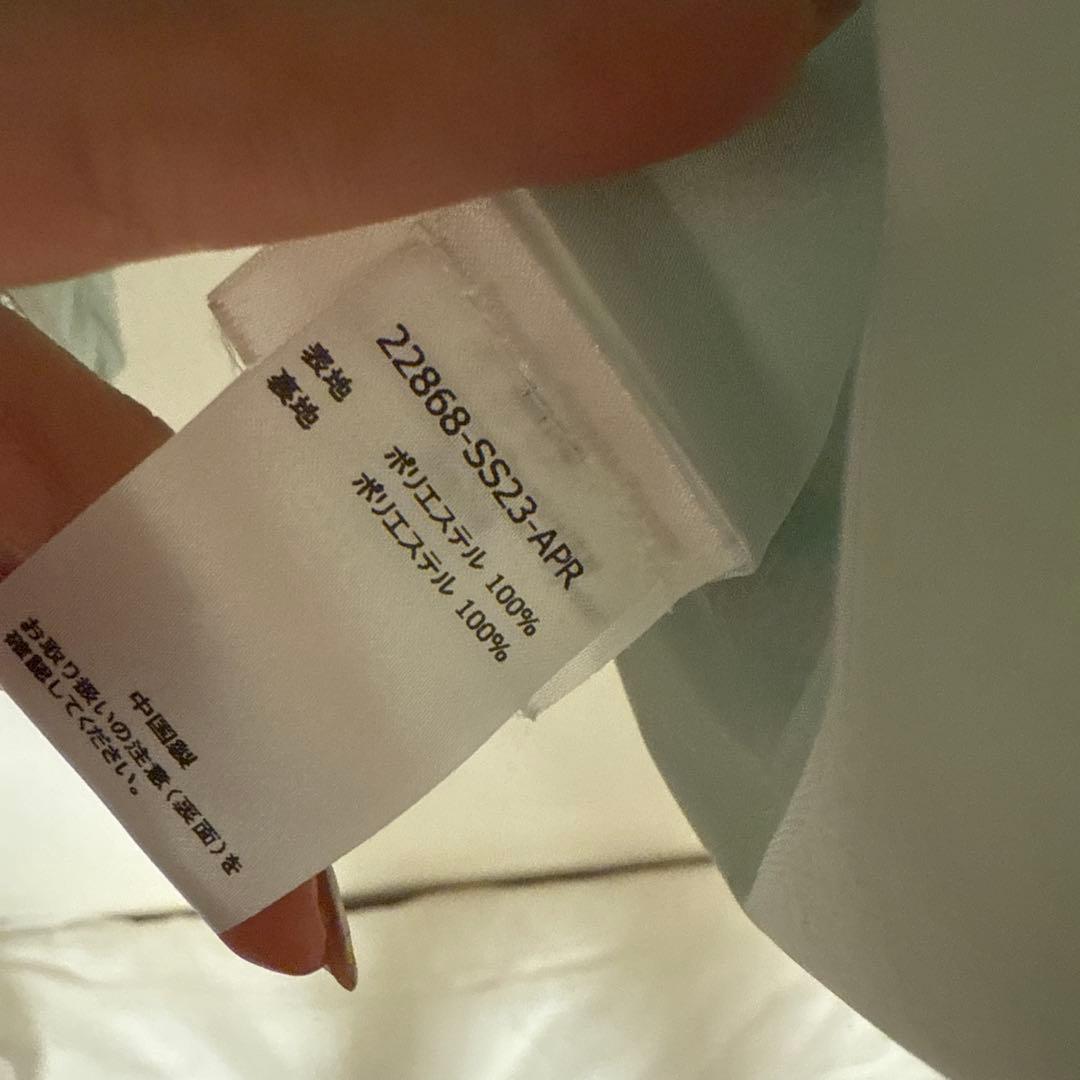 22868-SS23-APR
表地 ポリエステル 100%
裏地 ポリエステル 100%
中国製
お取り扱いの注意(裏面)を
確認してください。